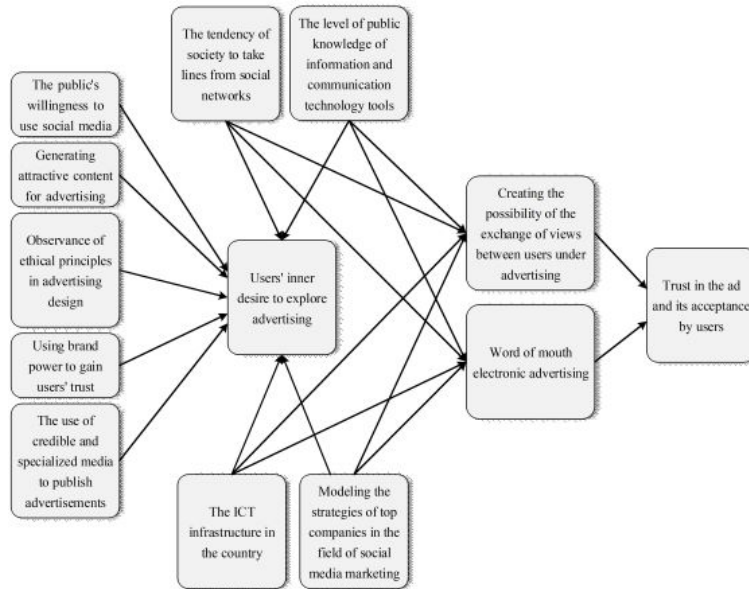 The tendency of
society to take
lines from social
networks
The level of public
knowledge of
information and
communication
technology tools
The public's
willingness to
use social media
Generating
attractive content
for advertising
Observance of
ethical principles
in advertising
design
Using brand
power to gain
users' trust
The use of
credible and
specialized media
to publish
advertisements
Users' inner
desire to explore
advertising
Creating the
possibility of the
exchange of views
between users under
advertising
Word of mouth
electronic advertising
Trust in the ad
and its acceptance
by users
The ICT
infrastructure in
the country
Modeling the
strategies of top
companies in the
field of social
media marketing